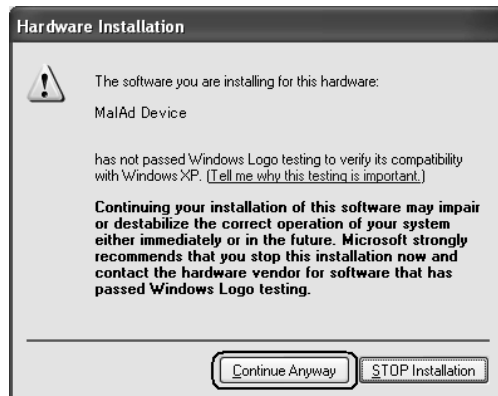 Hardware Installation
The software you are installing for this hardware:
MalAd Device
has not passed Windows Logo testing to verify its compatibility
with Windows XP. (Tell me why this testing is important.)
Continuing your installation of this software may impair
or destabilize the correct operation of your system
either immediately or in the future. Microsoft strongly
recommends that you stop this installation now and
contact the hardware vendor for software that has
passed Windows Logo testing.
Continue Anyway STOP Installation